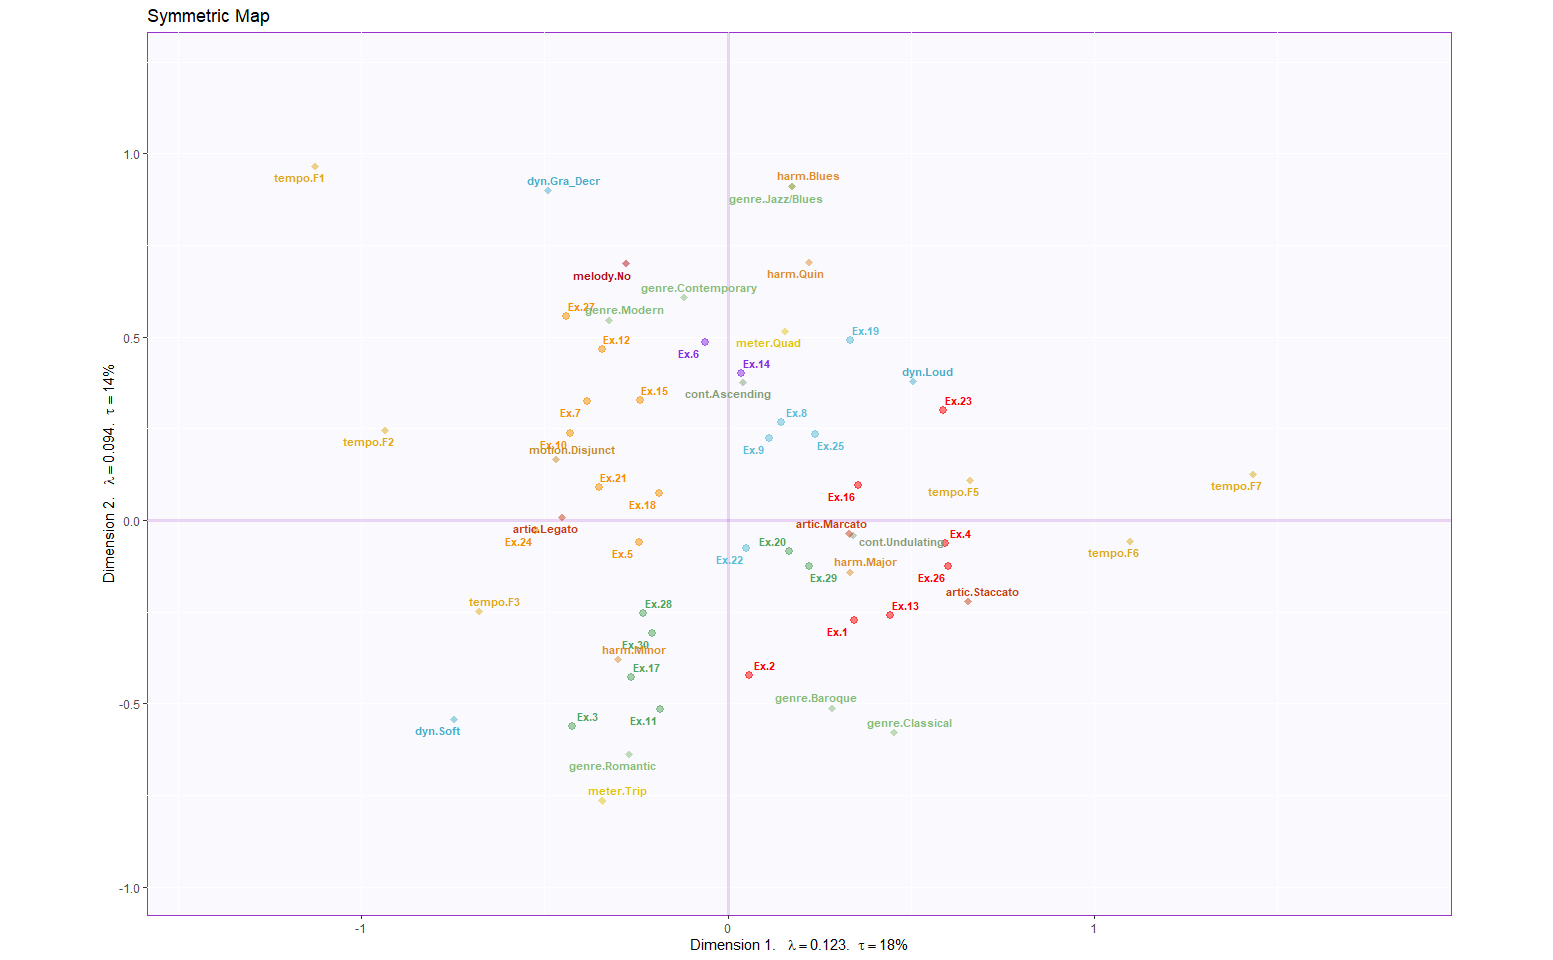 Symmetric Map
1.0
tempo.F1
dyn.Gra_Decr
harm.Blues
genre.Jazz/Blues
melody.No
harm.Quin
genre.Contemporary
Ex.27
genre.Modern
0.5
Ex.12
Ex.6
meter.Quad
Ex.19
Ex.14
dyn.Loud
cont.Ascending
Ex.15
Ex.23
Ex.7
Ex.8
tempo.F2
Ex.10
motion.Disjunct
Ex.9
Ex.25
Ex.21
Ex.18
Ex.16
tempo.F5
tempo.F7
0.0
artic.Legato
artic.Marcato
Ex.24
Ex.5
Ex.20
cont.Undulating
Ex.4
Ex.22
tempo.F6
harm.Major
Ex.29
Ex.26
artic.Staccato
tempo.F3
Ex.28
Ex.13
Ex.1
Ex.30
harm.Minor
Ex.17
Ex.2
-0.5
genre.Baroque
Ex.3
Ex.11
genre.Classical
dyn.Soft
genre.Romantic
meter.Trip
-1.0
-1
0
1
Dimension 1. λ = 0.123. τ = 18%
Dimension 2. λ = 0.094. τ = 14%